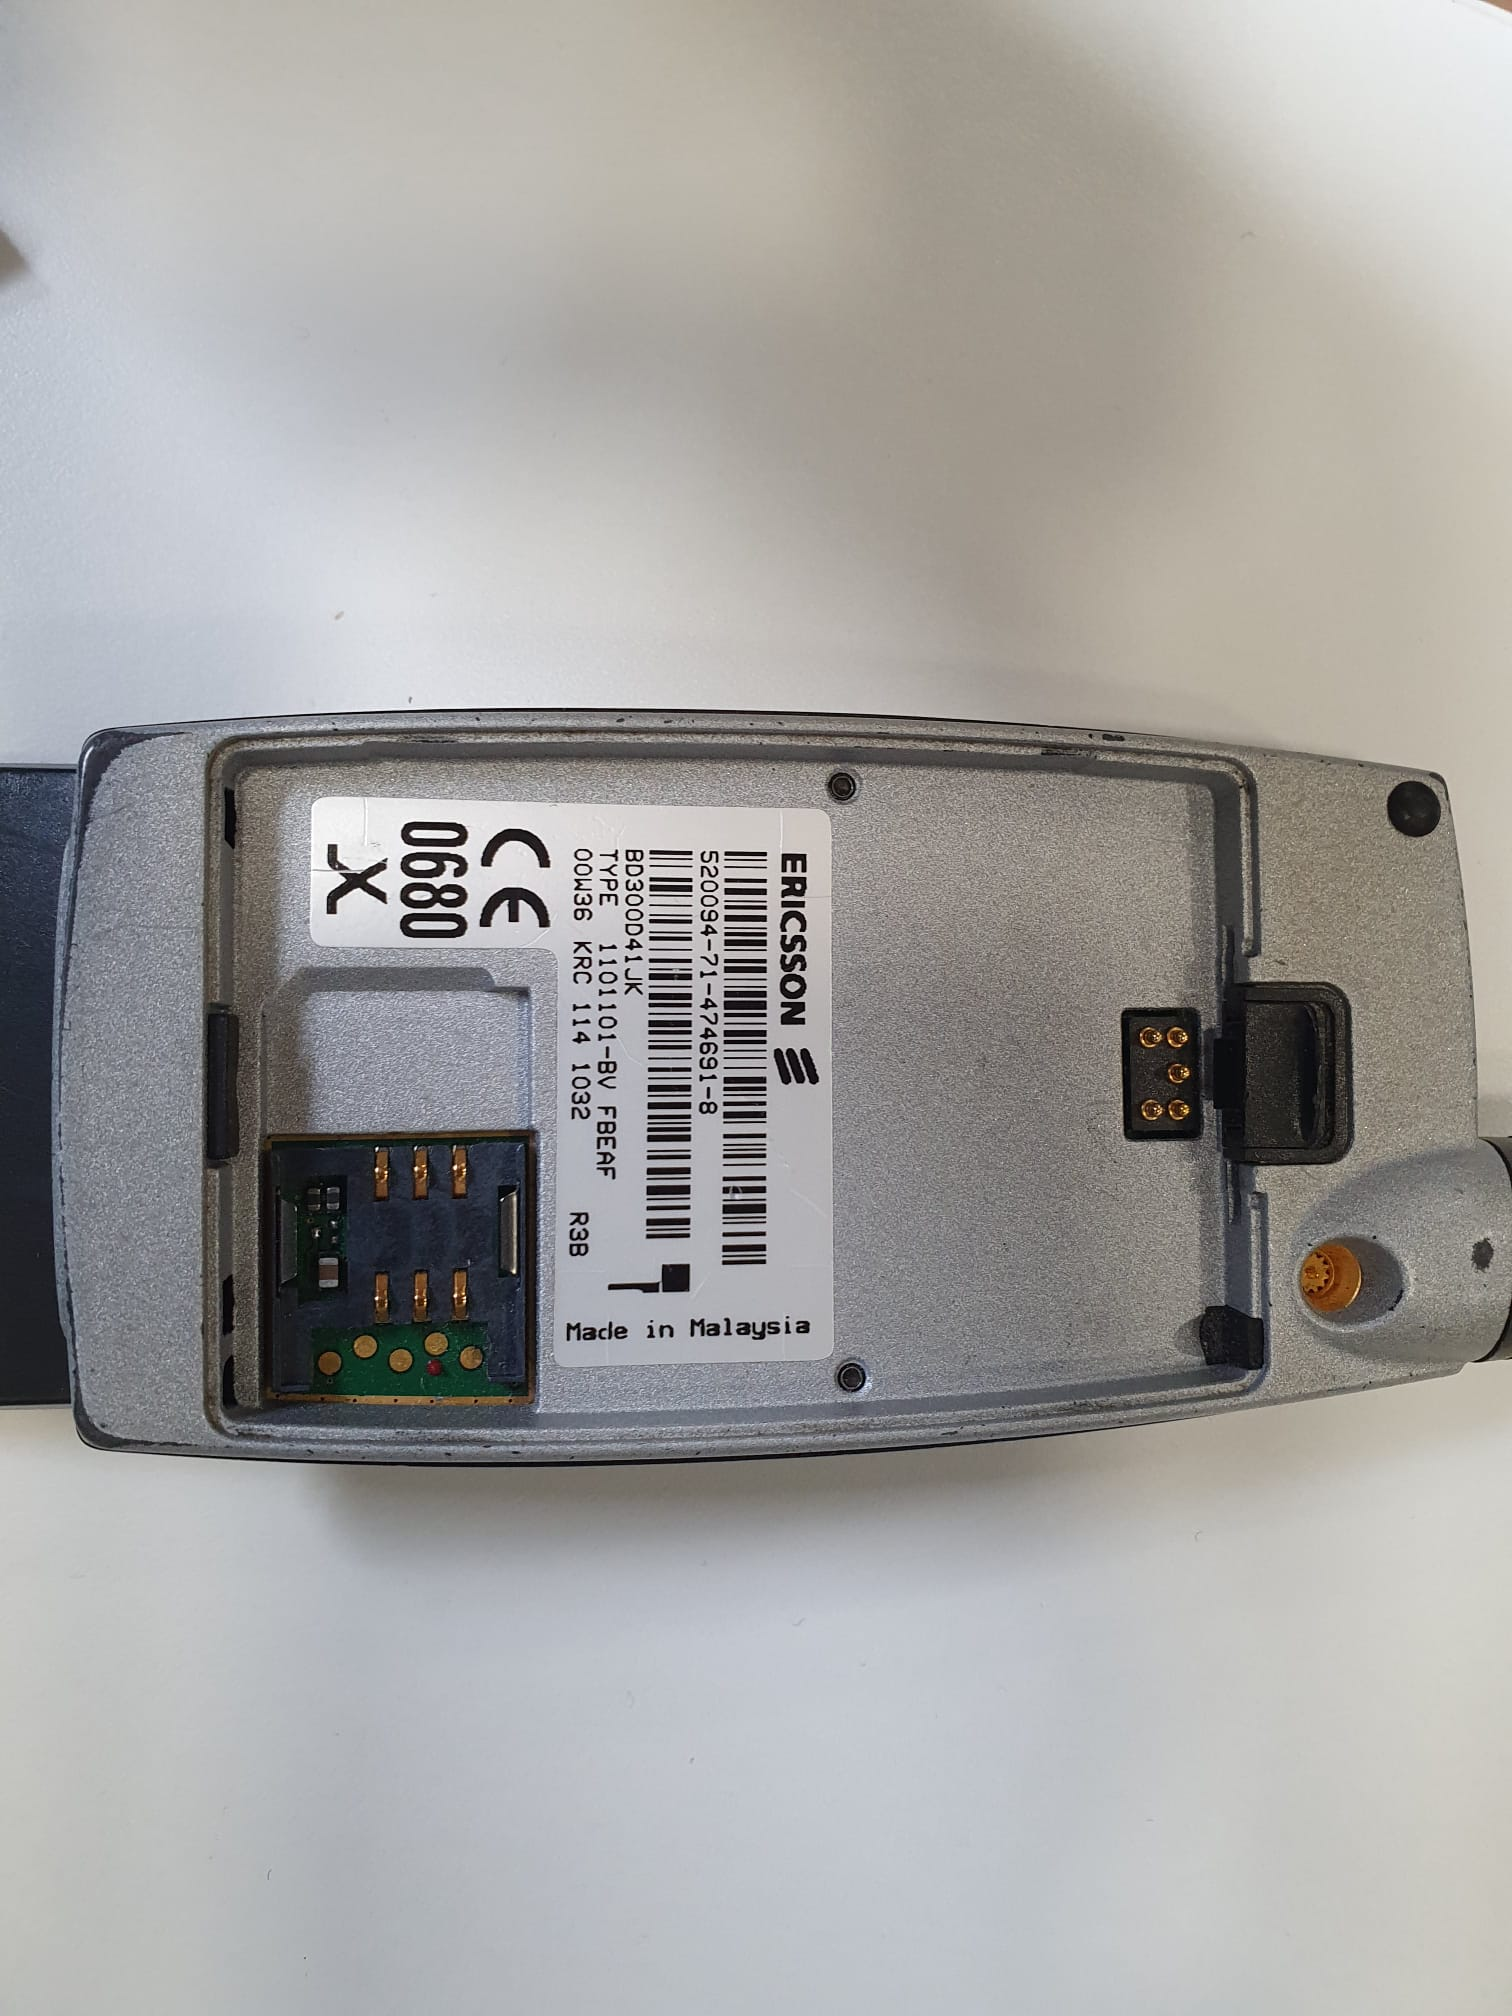 ERICSSON
520094-71-474691-8
BD300D41JK
TYPE 1101101-BV FBEEAF
00W36 KRC 114 1032 R3B
Made in Malaysia
CE
0680
X